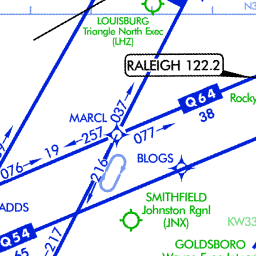 N3
LOUISBURG
Triangle North Exec
(LHZ)
RALEIGH 122.2
Q64
38
Rocky
MARCL
037
257
077
19
076
216
BLOGS
ADDS
SMITHFIELD
Johnston Rgnl
(JNX)
KW33
Q54
65
217
GOLDSBORO